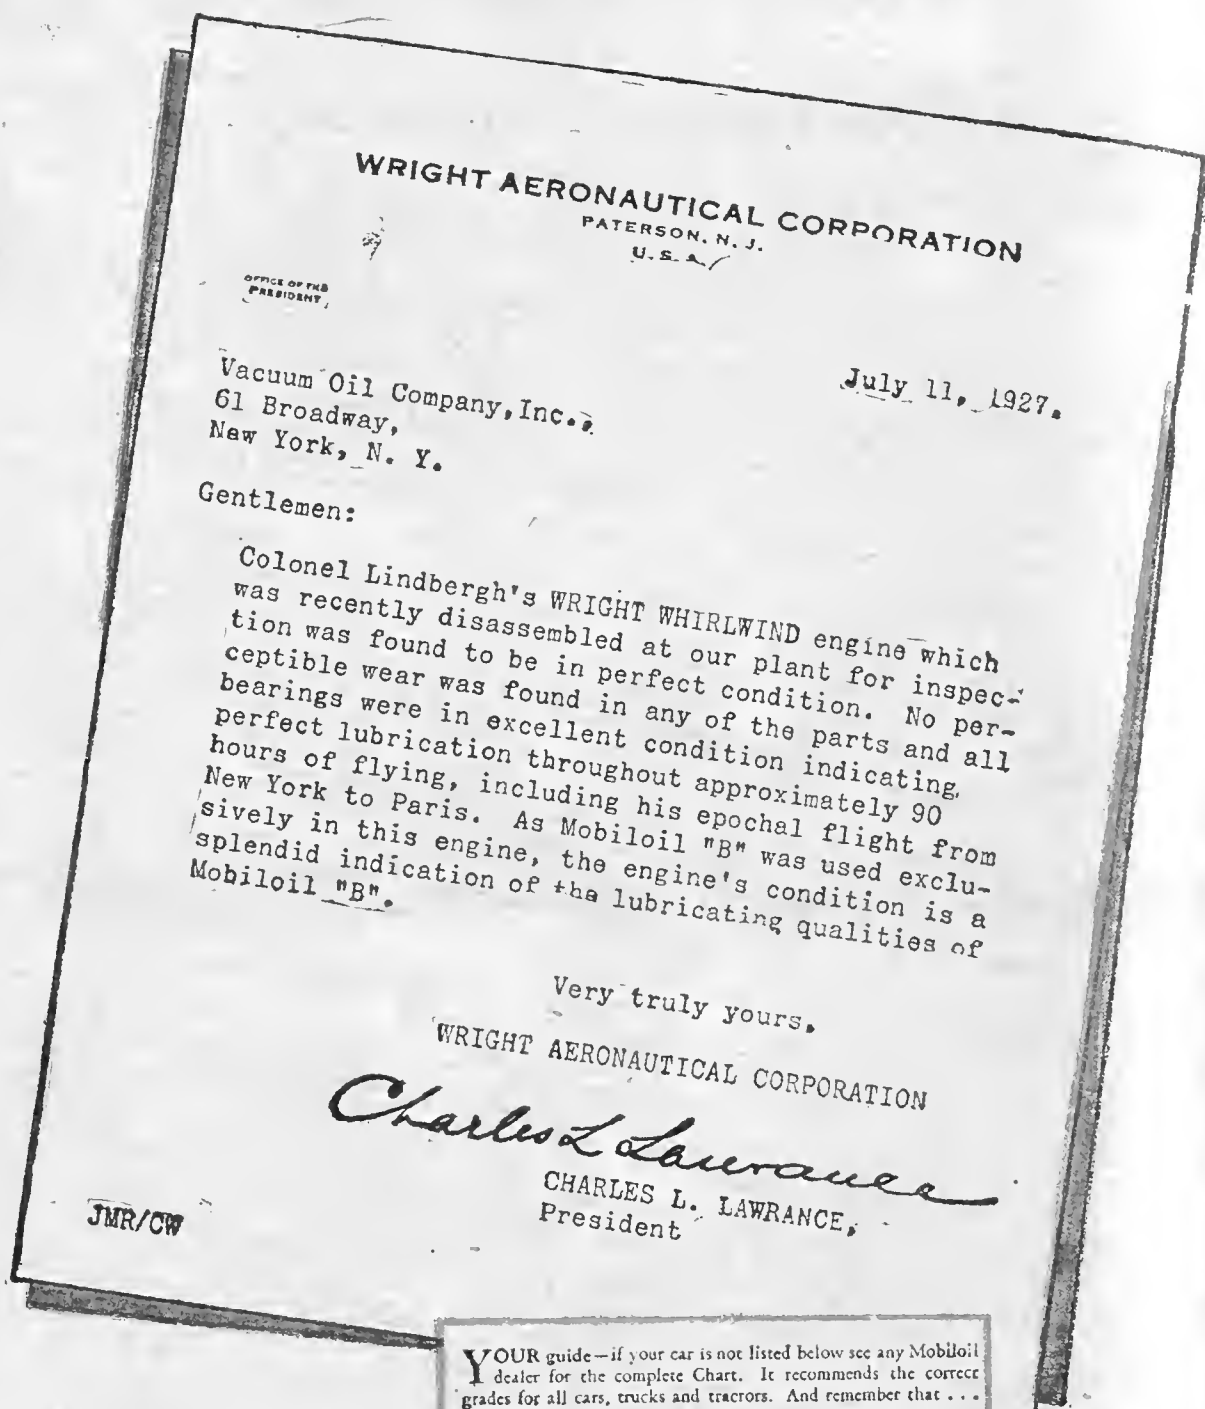 WRIGHT AERONAUTICAL CORPORATION
PATERSON, N. J.
U. S. A.
OFFICE OF THE
PRESIDENT
July 11, 1927.
Vacuum Oil Company, Inc.,
61 Broadway,
New York, N. Y.
Gentlemen:
Colonel Lindbergh's WRIGHT WHIRLWIND engine which
was recently disassembled at our plant for inspec-
tion was found to be in perfect condition. No per-
ceptible wear was found in any of the parts and all
bearings were in excellent condition indicating
perfect lubrication throughout approximately 90
hours of flying, including his epochal flight from
New York to Paris. As Mobiloil "B" was used exclu-
sively in this engine, the engine's condition is a
splendid indication of the lubricating qualities of
Mobiloil "B".
Very truly yours,
WRIGHT AERONAUTICAL CORPORATION
Charles L Lawrance
CHARLES L. LAWRANCE,
President
JMR/CW
YOUR guide—if your car is not listed below see any Mobiloil
dealer for the complete Chart. It recommends the correct
grades for all cars, trucks and tractors. And remember that . . .